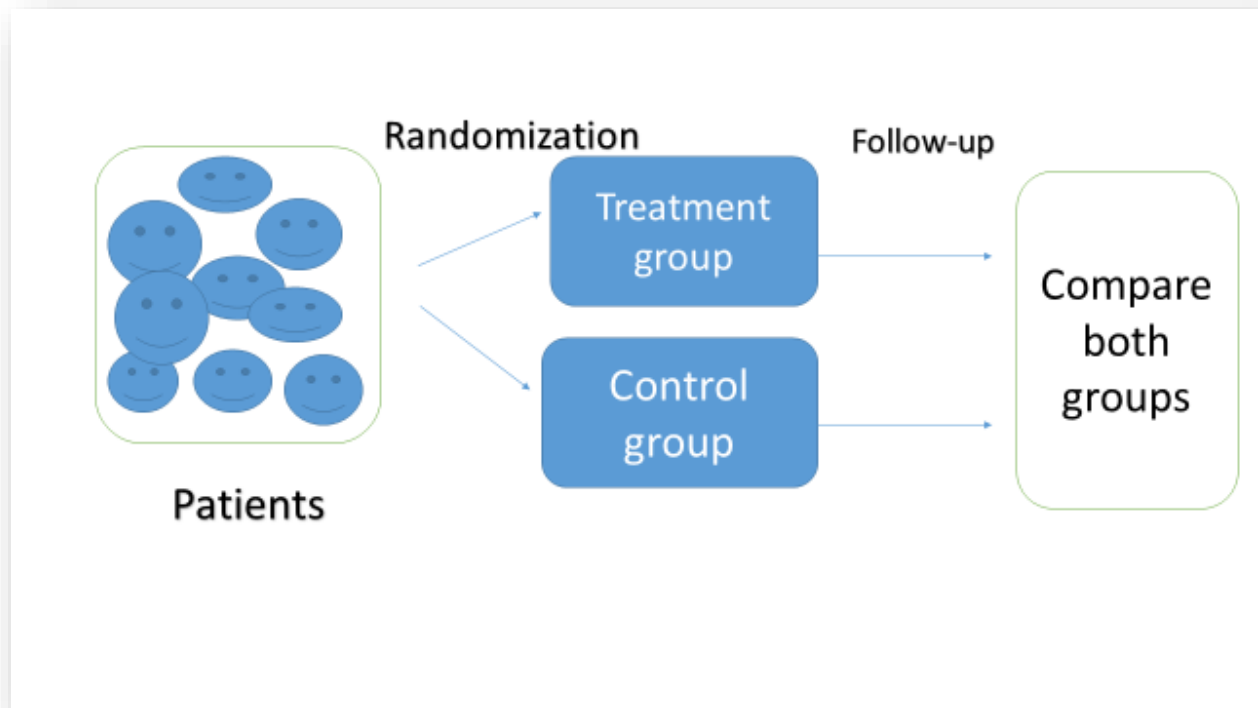 Randomization
Follow-up
Treatment
group
Control
group
Compare
both
groups
Patients